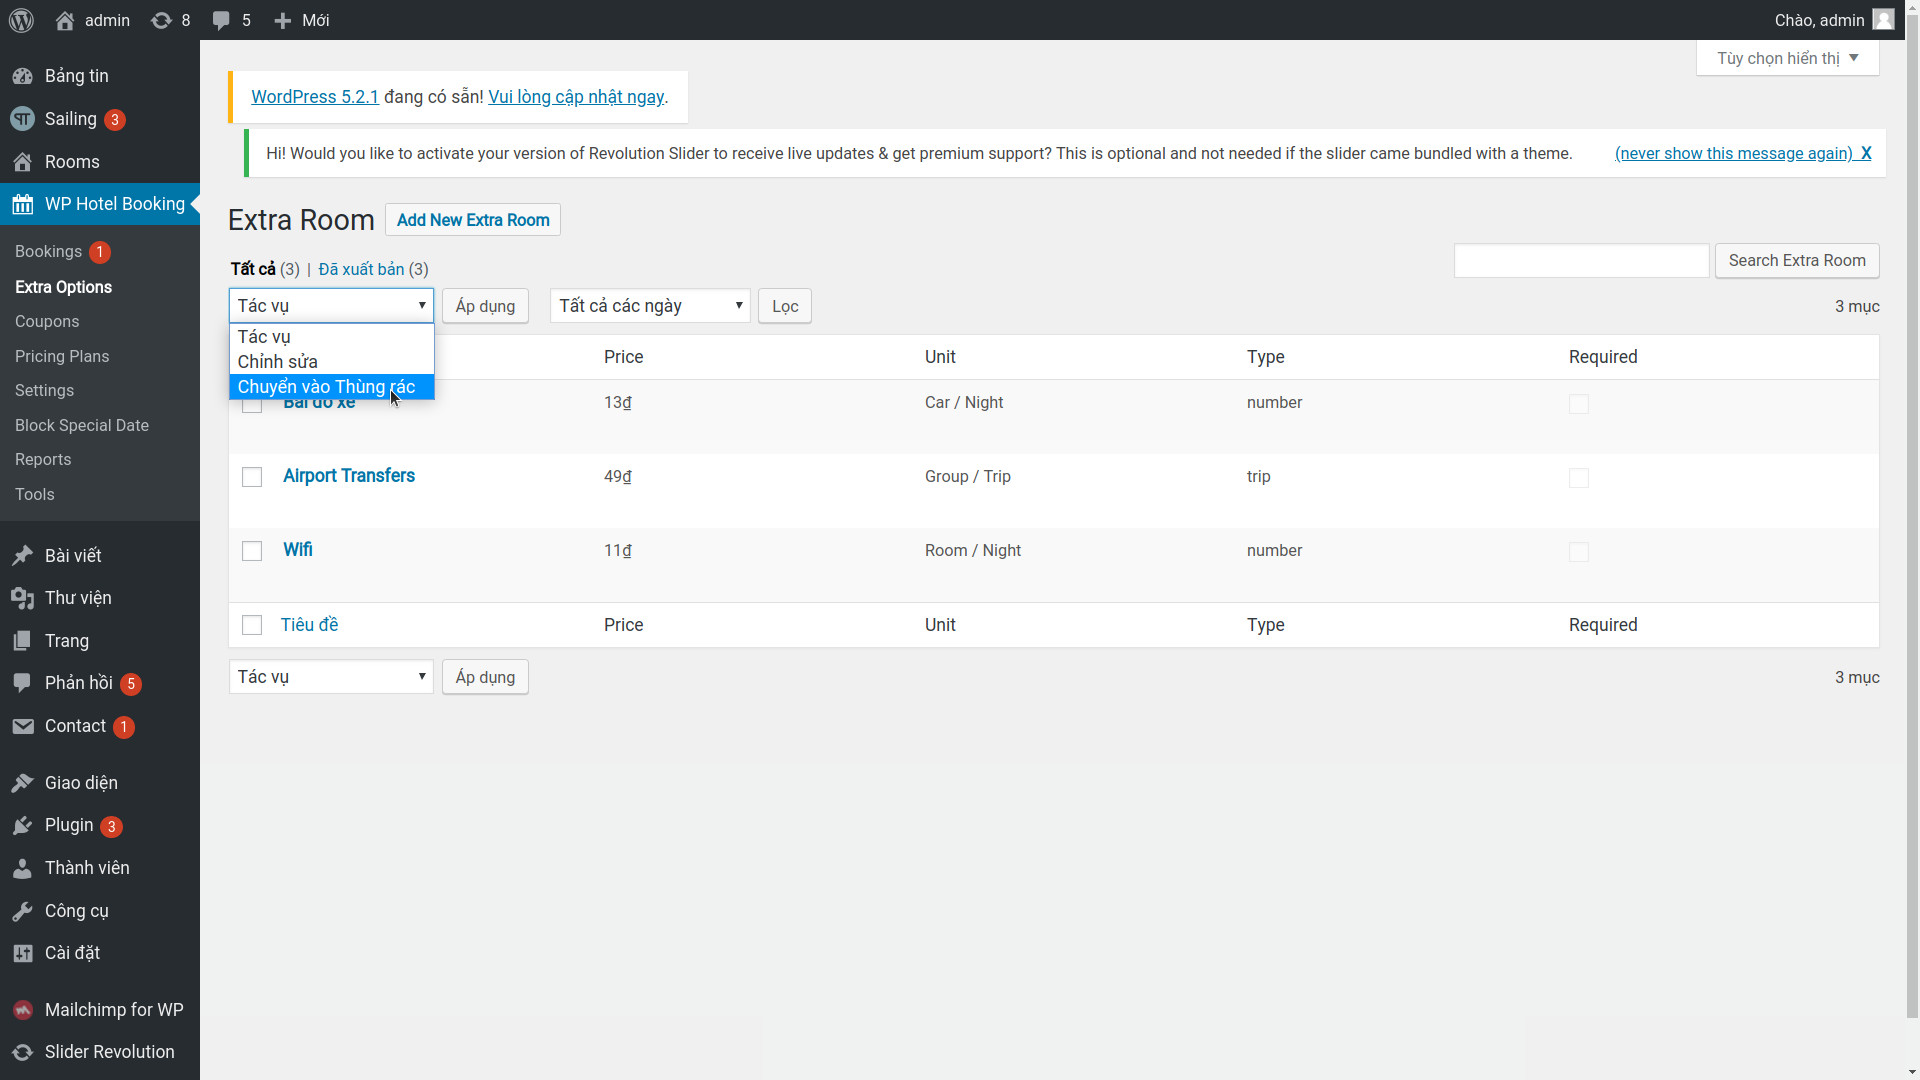 admin 8 5 Mới Chào, admin
Tùy chọn hiển thị
Bảng tin
Sailing 3
Rooms
WP Hotel Booking
Bookings 1
Extra Options
Coupons
Pricing Plans
Settings
Block Special Date
Reports
Tools
Bài viết
Thư viện
Trang
Phản hồi 5
Contact 1
Giao diện
Plugin 3
Thành viên
Công cụ
Cài đặt
Mailchimp for WP
Slider Revolution
WordPress 5.2.1 đang có sẵn! Vui lòng cập nhật ngay.
Hi! Would you like to activate your version of Revolution Slider to receive live updates & get premium support? This is optional and not needed if the slider came bundled with a theme. (never show this message again) X
Extra Room Add New Extra Room
Tất cả (3) | Đã xuất bản (3)
Search Extra Room
Tác vụ Áp dụng Tất cả các ngày Lọc 3 mục
Tác vụ
Chỉnh sửa
Chuyển vào Thùng rác
Price Unit Type Required
13₫ Car / Night number
Airport Transfers 49₫ Group / Trip trip
Wifi 11₫ Room / Night number
Tiêu đề Price Unit Type Required
Tác vụ Áp dụng 3 mục